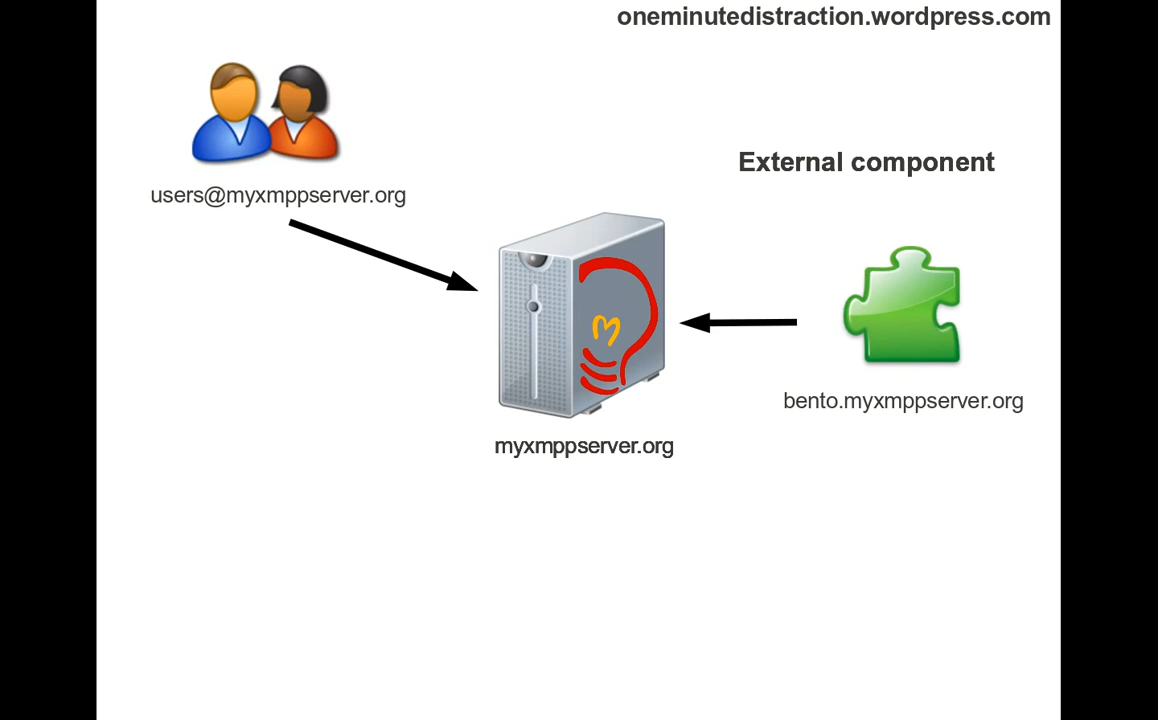 oneminutedistraction.wordpress.com
External component
users@myxmppserver.org
bento.myxmppserver.org
myxmppserver.org